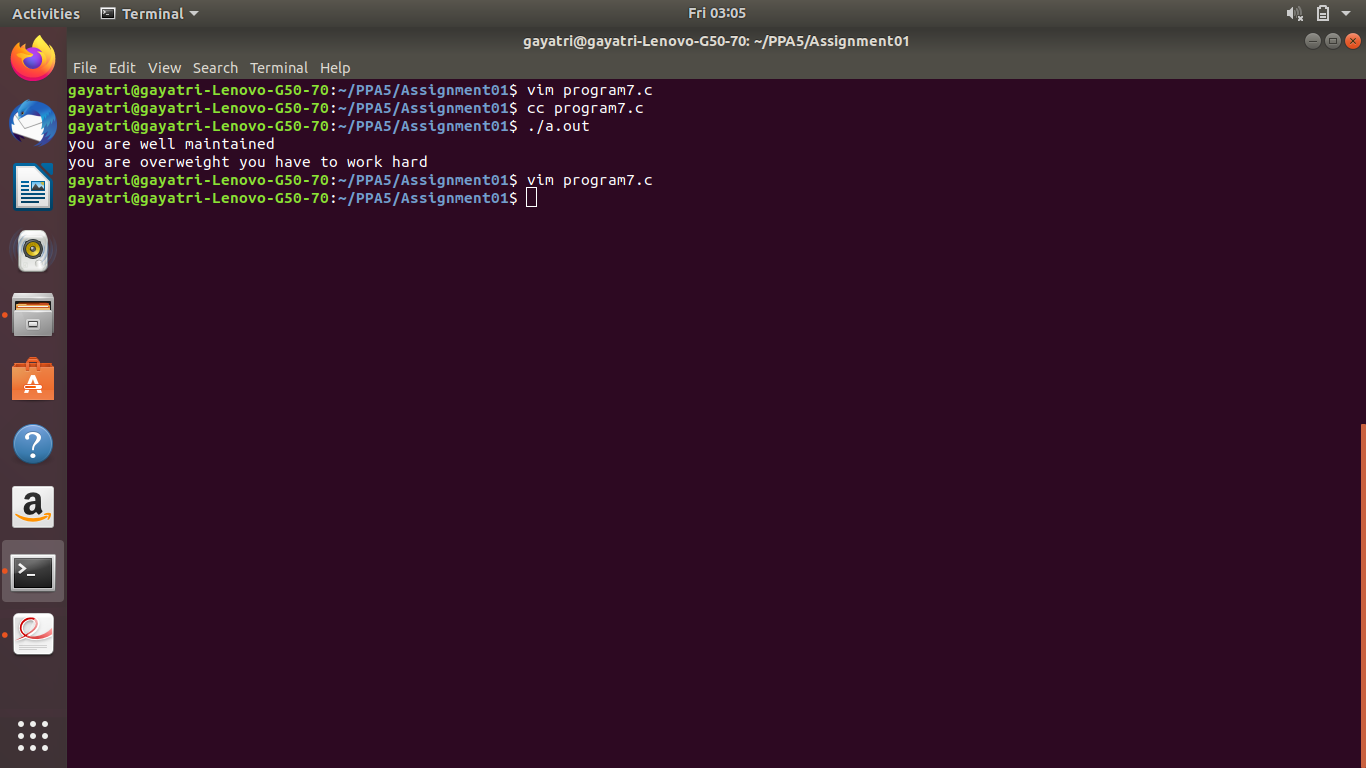 Activities Terminal Fri 03:05
gayatri@gayatri-Lenovo-G50-70: ~/PPA5/Assignment01
File Edit View Search Terminal Help
gayatri@gayatri-Lenovo-G50-70:~/PPA5/Assignment01$ vim program7.c
gayatri@gayatri-Lenovo-G50-70:~/PPA5/Assignment01$ cc program7.c
gayatri@gayatri-Lenovo-G50-70:~/PPA5/Assignment01$ ./a.out
you are well maintained
you are overweight you have to work hard
gayatri@gayatri-Lenovo-G50-70:~/PPA5/Assignment01$ vim program7.c
gayatri@gayatri-Lenovo-G50-70:~/PPA5/Assignment01$